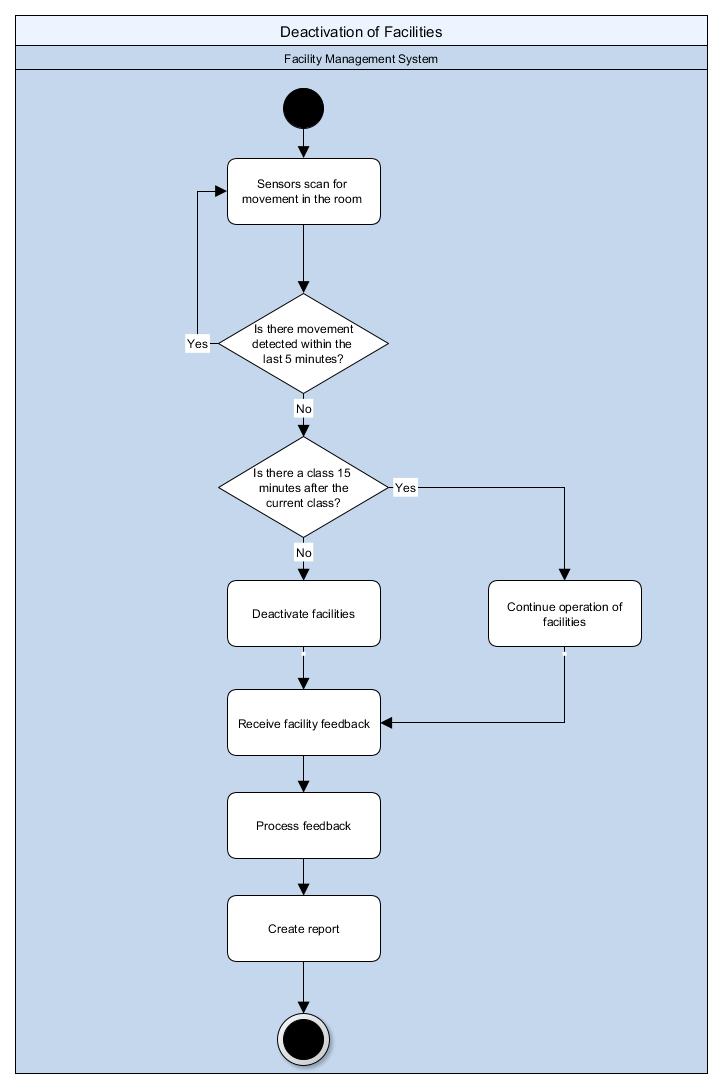 Deactivation of Facilities
Facility Management System
Sensors scan for
movement in the room
Is there movement
detected within the
last 5 minutes?
Yes
No
Is there a class 15
minutes after the
current class?
Yes
No
Deactivate facilities
Continue operation of
facilities
Receive facility feedback
Process feedback
Create report